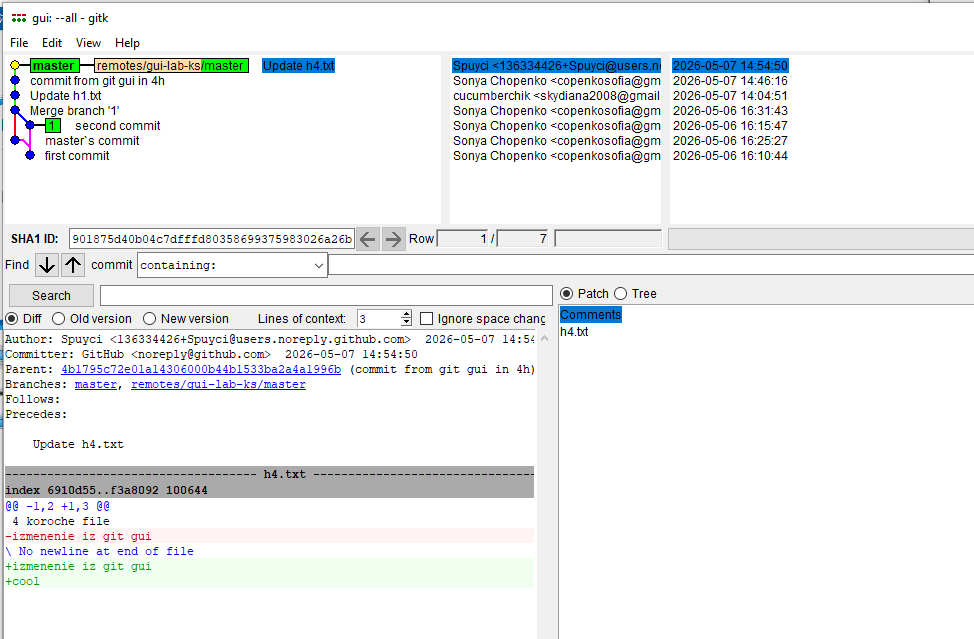 gui: --all - gitk
File Edit View Help
master remotes/gui-lab-ks/master Update h4.txt Spuyci <136334426+Spuyci@users.no 2026-05-07 14:54:50
commit from git gui in 4h Sonya Chopenko <copenkosofia@gm 2026-05-07 14:46:16
Update h1.txt cucumberchik <skydiana2008@gmail. 2026-05-07 14:04:51
Merge branch '1' Sonya Chopenko <copenkosofia@gm 2026-05-06 16:31:43
1 second commit Sonya Chopenko <copenkosofia@gm 2026-05-06 16:15:47
master`s commit Sonya Chopenko <copenkosofia@gm 2026-05-06 16:25:27
first commit Sonya Chopenko <copenkosofia@gm 2026-05-06 16:10:44
SHA1 ID: 901875d40b04c7dfffd80358699375983026a26b Row 1 / 7
Find commit containing:
Search
Diff Old version New version Lines of context: 3 Ignore space chang
Patch Tree
Comments
h4.txt
Author: Spuyci <136334426+Spuyci@users.noreply.github.com> 2026-05-07 14:54
Committer: GitHub <noreply@github.com> 2026-05-07 14:54:50
Parent: 4b1795c72e01a14306000b44b1533ba2a4a1996b (commit from git gui in 4h)
Branches: master, remotes/gui-lab-ks/master
Follows:
Precedes:
Update h4.txt
------------------------------------ h4.txt ------------------------------------
index 6910d55..f3a8092 100644
@@ -1,2 +1,3 @@
4 koroche file
-izmenenie iz git gui
\ No newline at end of file
+izmenenie iz git gui
+cool